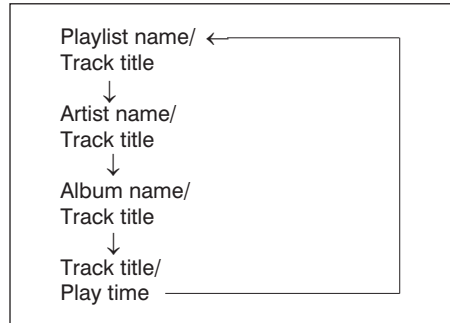 Playlist name/
Track title
Artist name/
Track title
Album name/
Track title
Track title/
Play time